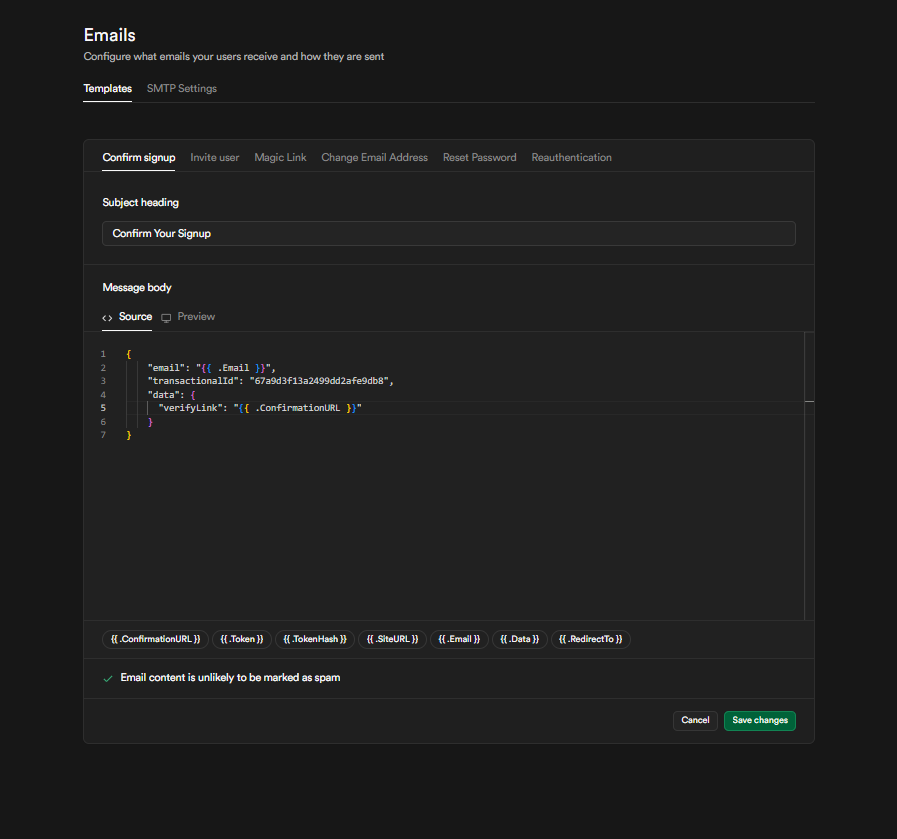 Emails
Configure what emails your users receive and how they are sent
Templates SMTP Settings
Confirm signup Invite user Magic Link Change Email Address Reset Password Reauthentication
Subject heading
Confirm Your Signup
Message body
<> Source Preview
1 {
2 "email": "{{ .Email }}",
3 "transactionalId": "67a9d3f13a2499dd2afe9db8",
4 "data": {
5 "verifyLink": "{{ .ConfirmationURL }}"
6 }
7 }
{{ .ConfirmationURL }} {{ .Token }} {{ .TokenHash }} {{ .SiteURL }} {{ .Email }} {{ .Data }} {{ .RedirectTo }}
Email content is unlikely to be marked as spam
Cancel Save changes